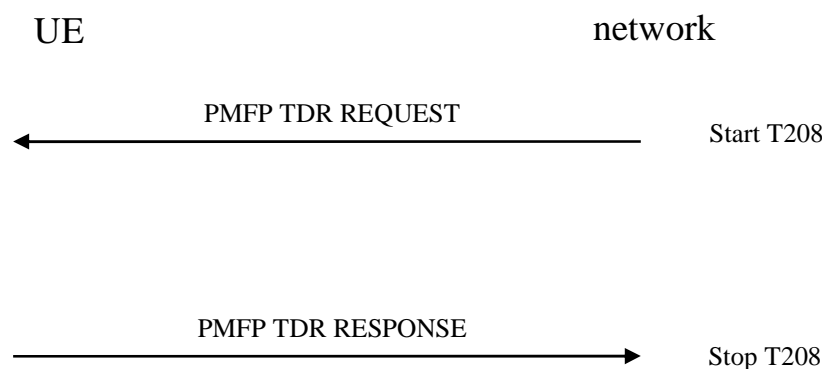 UE
network
PMFP TDR REQUEST
Start T208
PMFP TDR RESPONSE
Stop T208